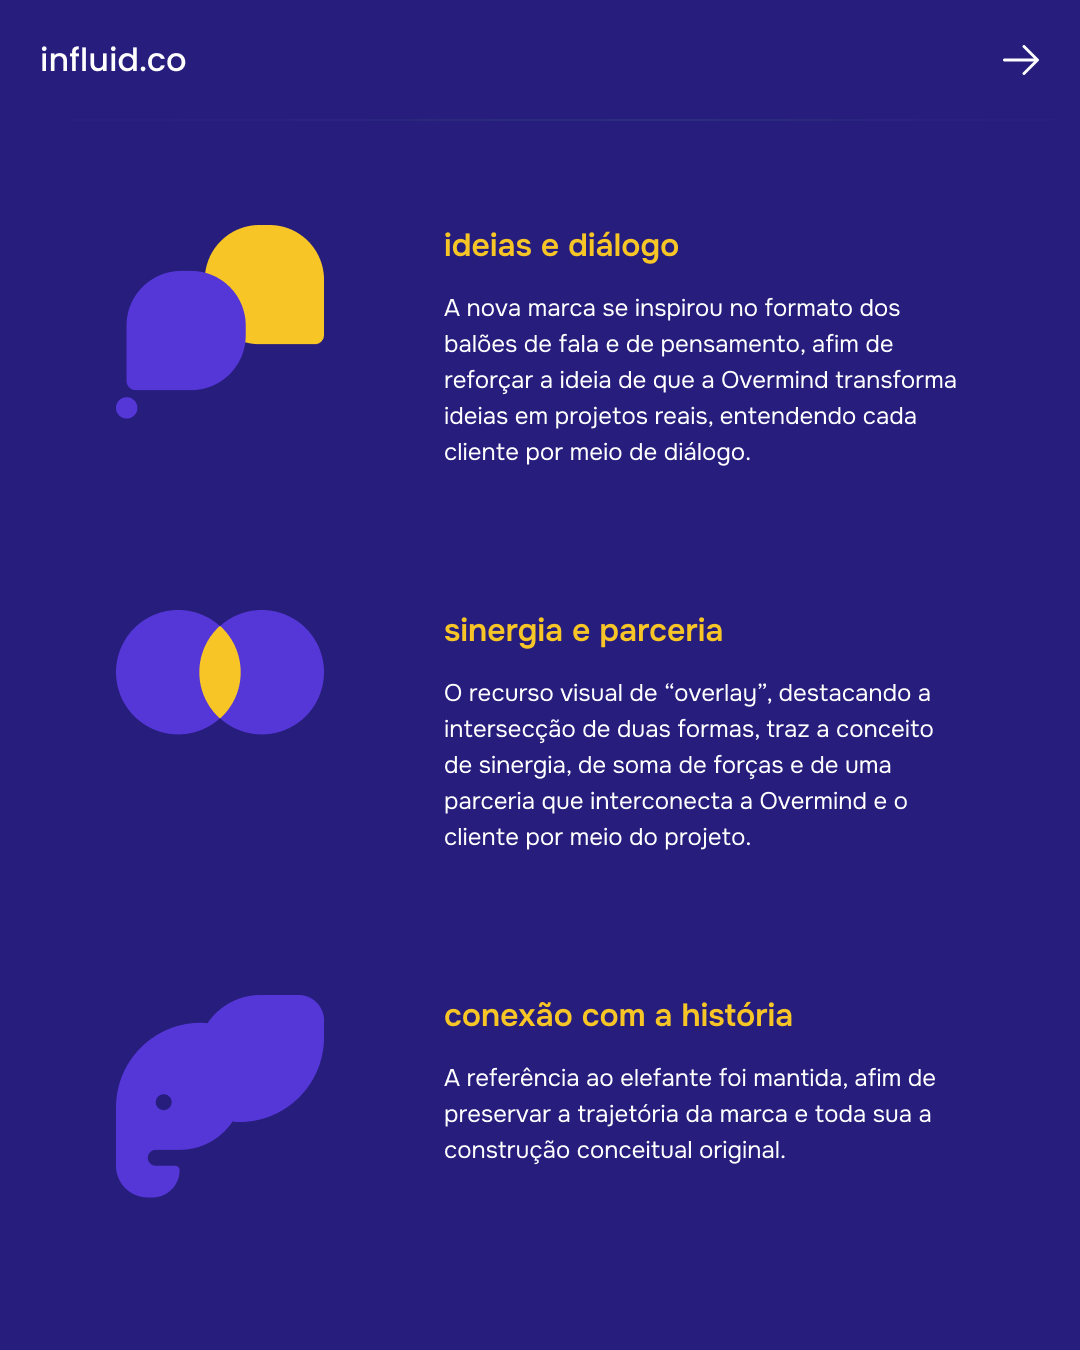 influid.co
ideias e diálogo
A nova marca se inspirou no formato dos
balões de fala e de pensamento, afim de
reforçar a ideia de que a Overmind transforma
ideias em projetos reais, entendendo cada
cliente por meio de diálogo.
sinergia e parceria
O recurso visual de “overlay”, destacando a
intersecção de duas formas, traz a conceito
de sinergia, de soma de forças e de uma
parceria que interconecta a Overmind e o
cliente por meio do projeto.
conexão com a história
A referência ao elefante foi mantida, afim de
preservar a trajetória da marca e toda sua a
construção conceitual original.